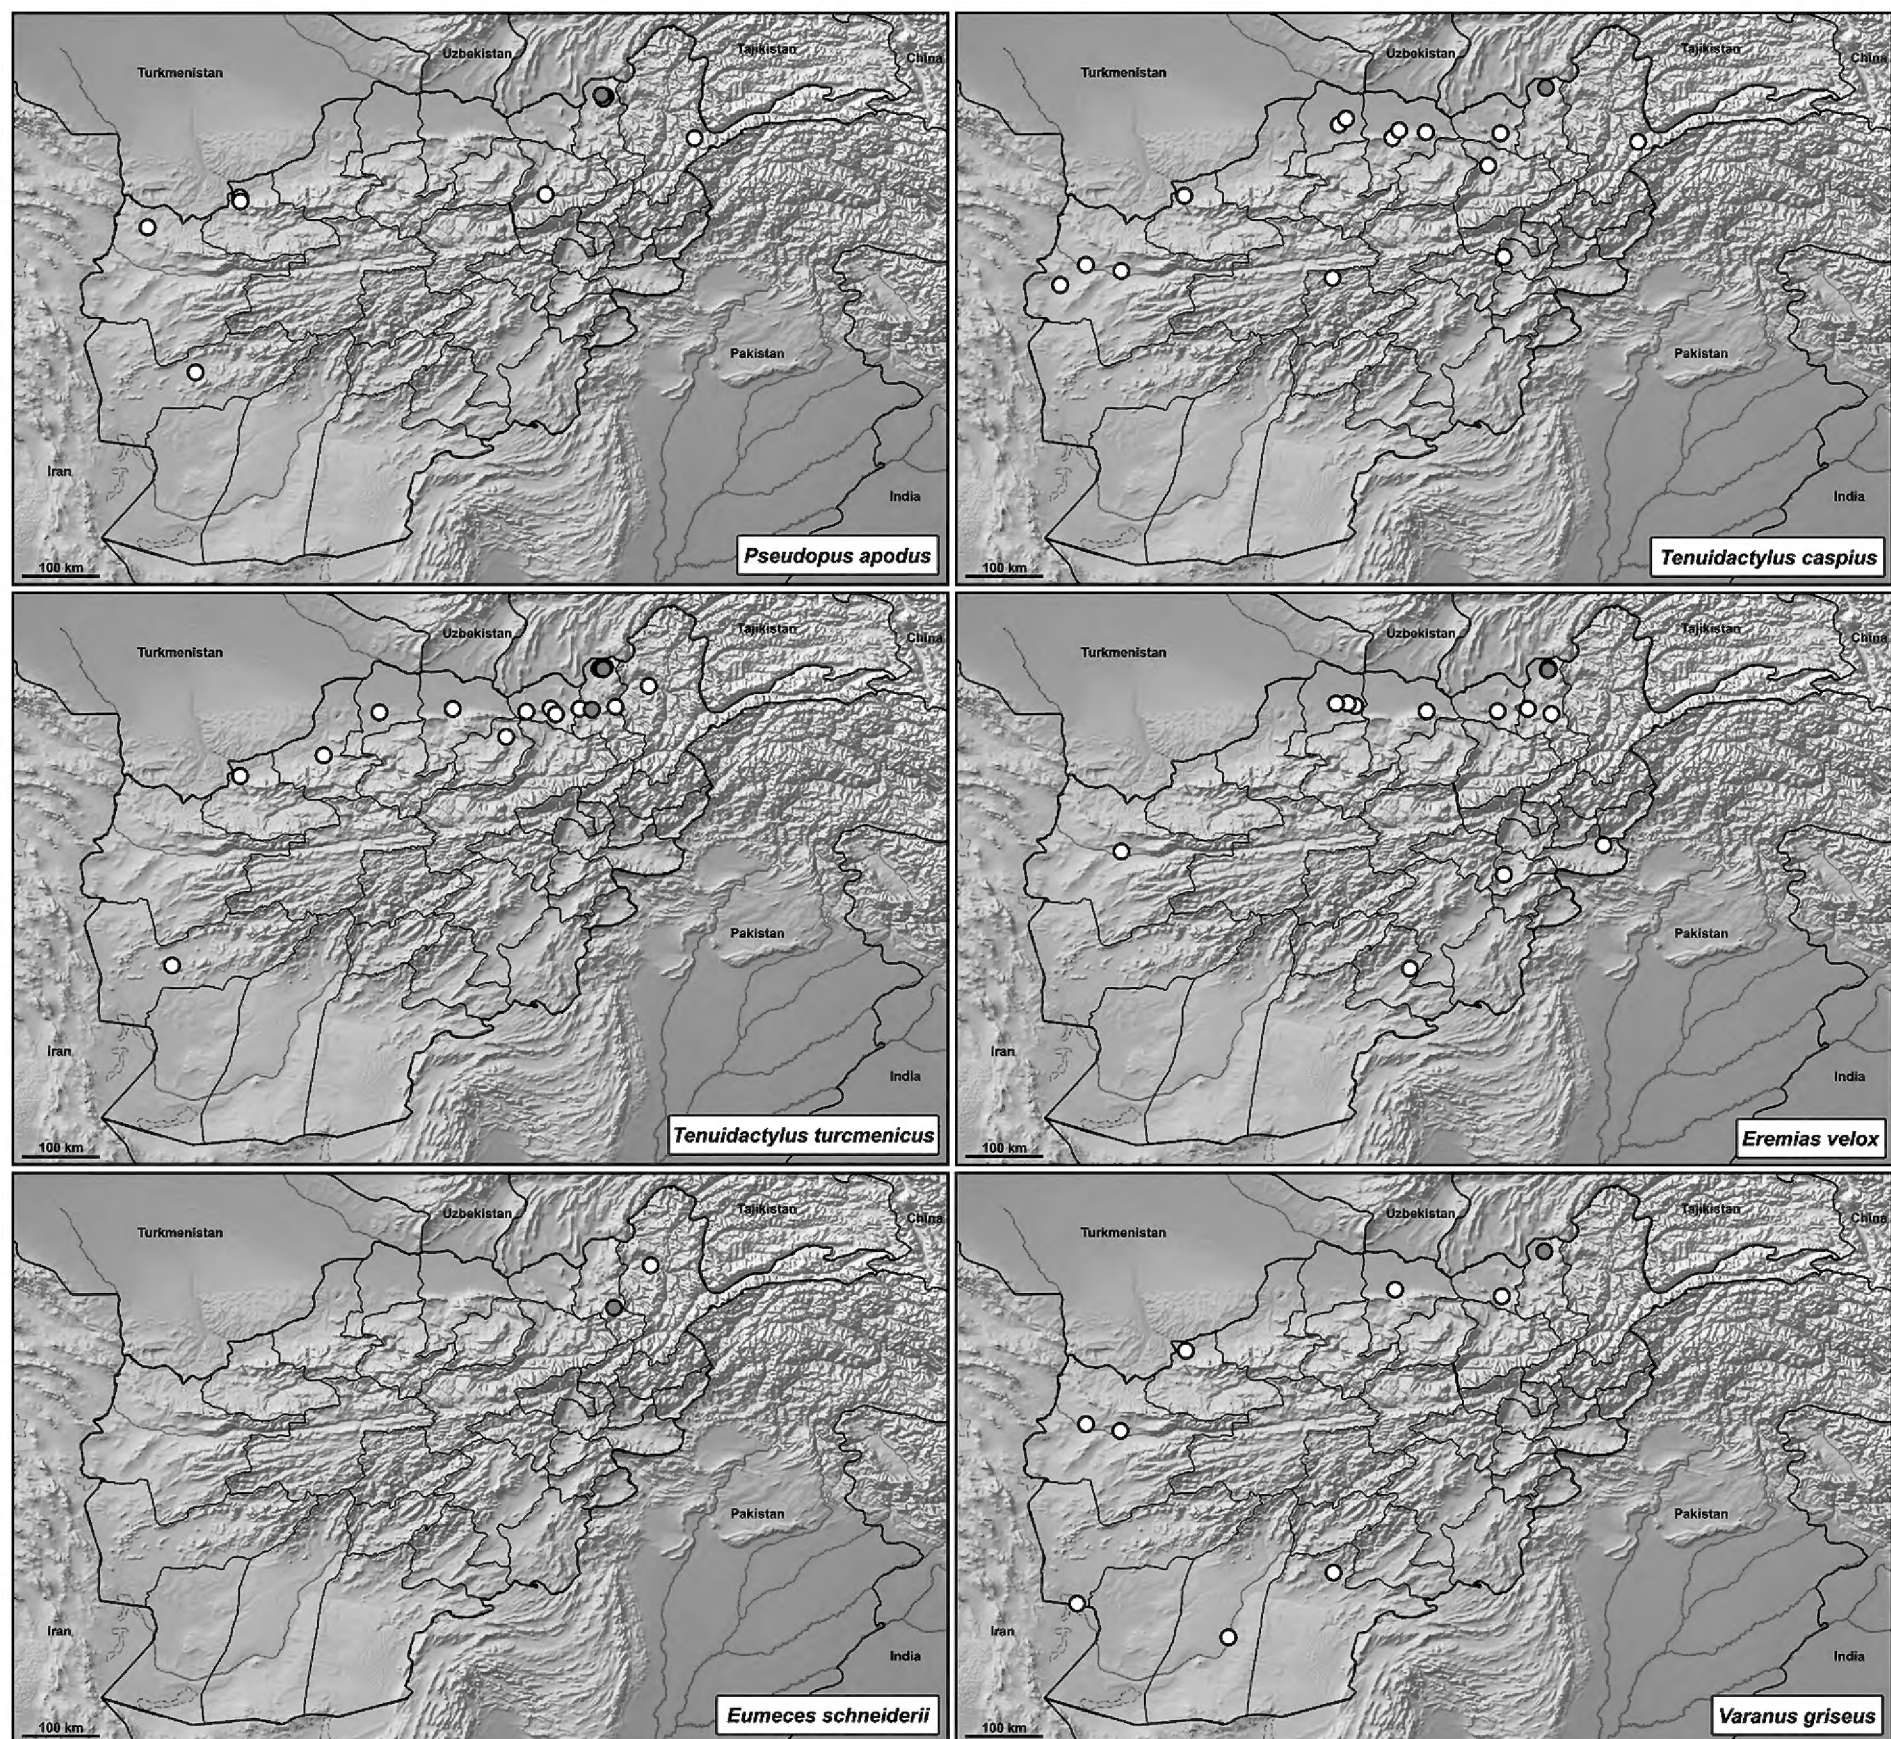 Uzbekistan
Tajikistan
China
Turkmenistan
Pakistan
Iran
India
Pseudopus apodus
100 km
Uzbekistan
Tajikistan
China
Turkmenistan
Pakistan
India
Tenuidactylus caspius
100 km
Uzbekistan
Tajikistan
China
Turkmenistan
Pakistan
Iran
India
Tenuidactylus turcmenicus
100 km
Uzbekistan
Tajikistan
China
Turkmenistan
Pakistan
Iran
India
Eremias velox
100 km
Uzbekistan
Tajikistan
China
Turkmenistan
Pakistan
Iran
India
Eumeces schneiderii
100 km
Uzbekistan
Tajikistan
China
Turkmenistan
Pakistan
Iran
India
Varanus griseus
100 km